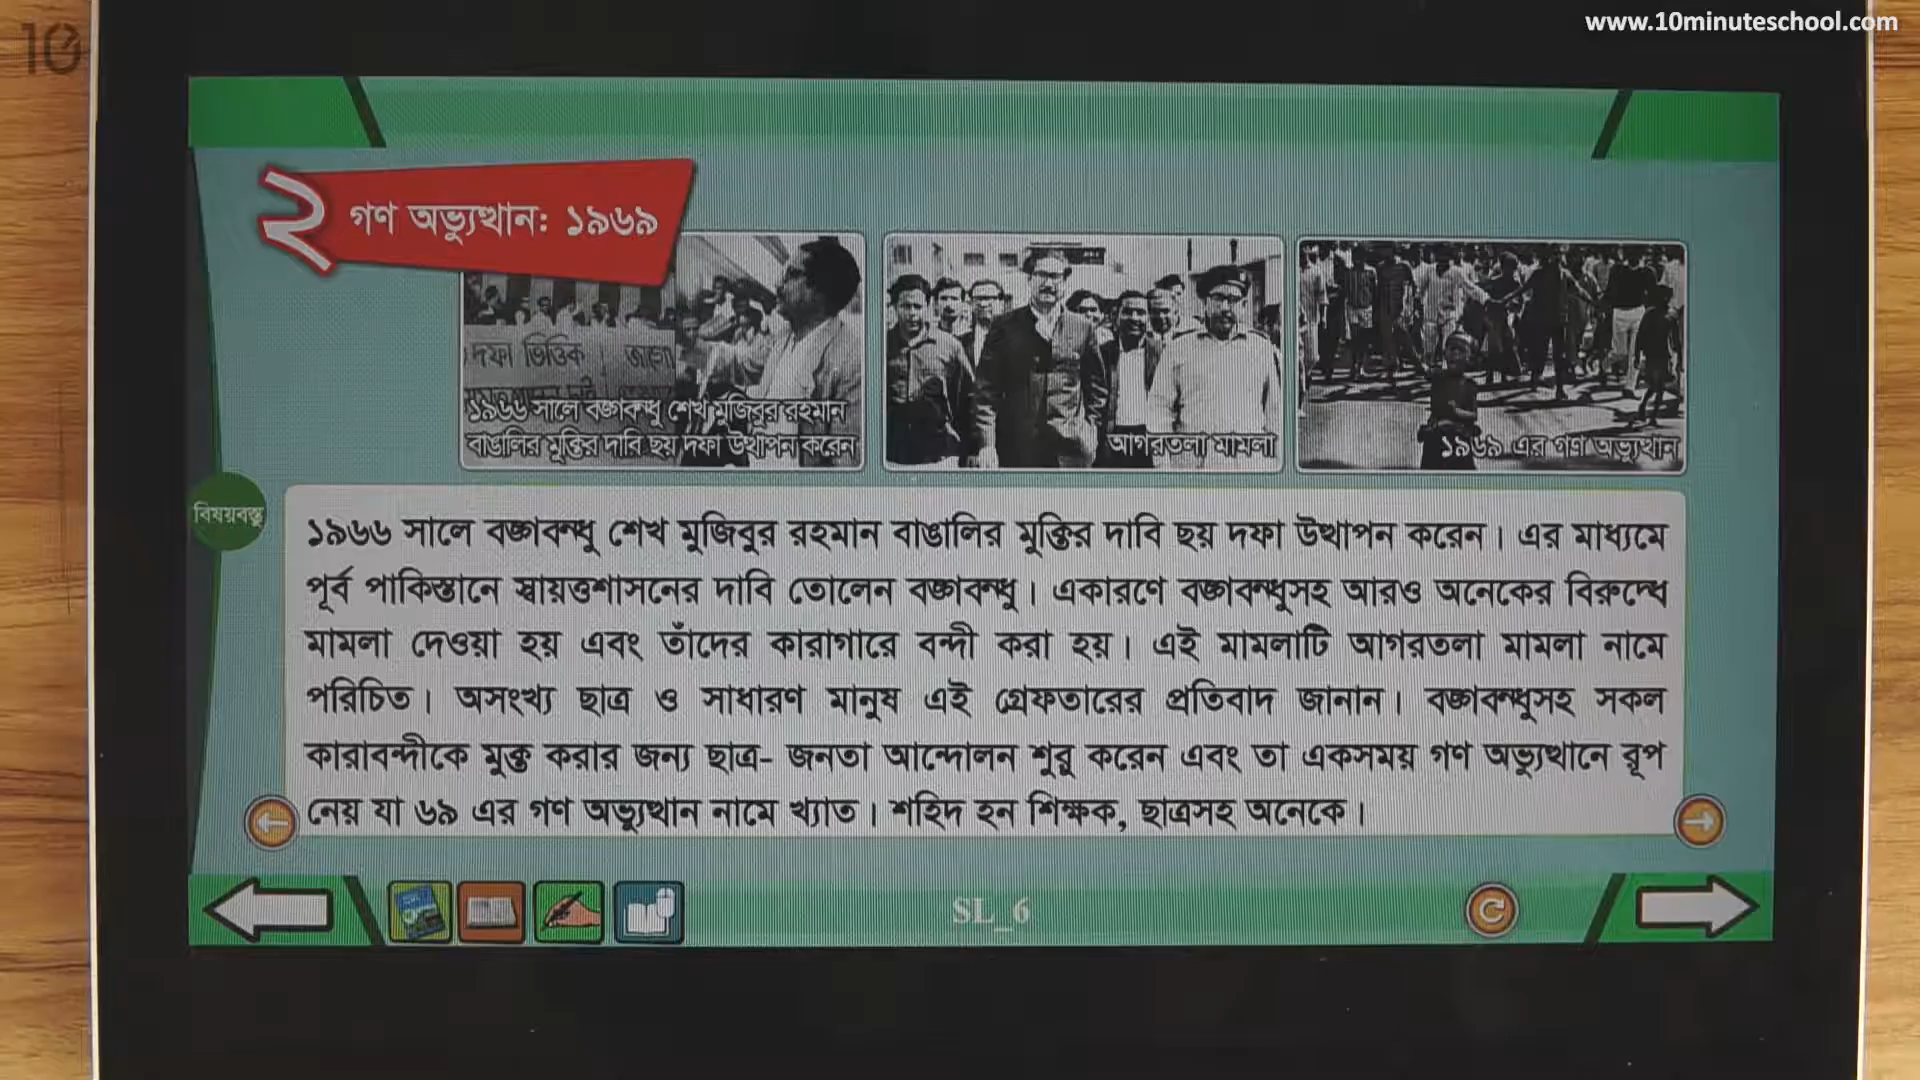 10
www.10minuteschool.com
২ গণ অভ্যুত্থান: ১৯৬৯
দফা ভিত্তিক
১৯৬৬ সালে বঙ্গবন্ধু শেখ মুজিবুর রহমান
বাঙালির মুক্তির দাবি ছয় দফা উত্থাপন করেন
আগরতলা মামলা
১৯৬৯ এর গণ অভ্যুত্থান
বিষয়বস্তু
১৯৬৬ সালে বঙ্গবন্ধু শেখ মুজিবুর রহমান বাঙালির মুক্তির দাবি ছয় দফা উত্থাপন করেন। এর মাধ্যমে
পূর্ব পাকিস্তানে স্বায়ত্তশাসনের দাবি তোলেন বঙ্গবন্ধু। একারণে বঙ্গবন্ধুসহ আরও অনেকের বিরুদ্ধে
মামলা দেওয়া হয় এবং তাঁদের কারাগারে বন্দী করা হয়। এই মামলাটি আগরতলা মামলা নামে
পরিচিত। অসংখ্য ছাত্র ও সাধারণ মানুষ এই গ্রেফতারের প্রতিবাদ জানান। বঙ্গবন্ধুসহ সকল
কারাবন্দীকে মুক্ত করার জন্য ছাত্র- জনতা আন্দোলন শুরু করেন এবং তা একসময় গণ অভ্যুত্থানে রূপ
নেয় যা ৬৯ এর গণ অভ্যুত্থান নামে খ্যাত। শহিদ হন শিক্ষক, ছাত্রসহ অনেকে।
SL_6